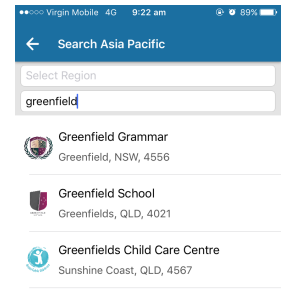 Virgin Mobile 4G 9:22 am 89%
Search Asia Pacific
Select Region
greenfield
Greenfield Grammar
Greenfield, NSW, 4556
Greenfield School
Greenfields, QLD, 4021
Greenfields Child Care Centre
Sunshine Coast, QLD, 4567